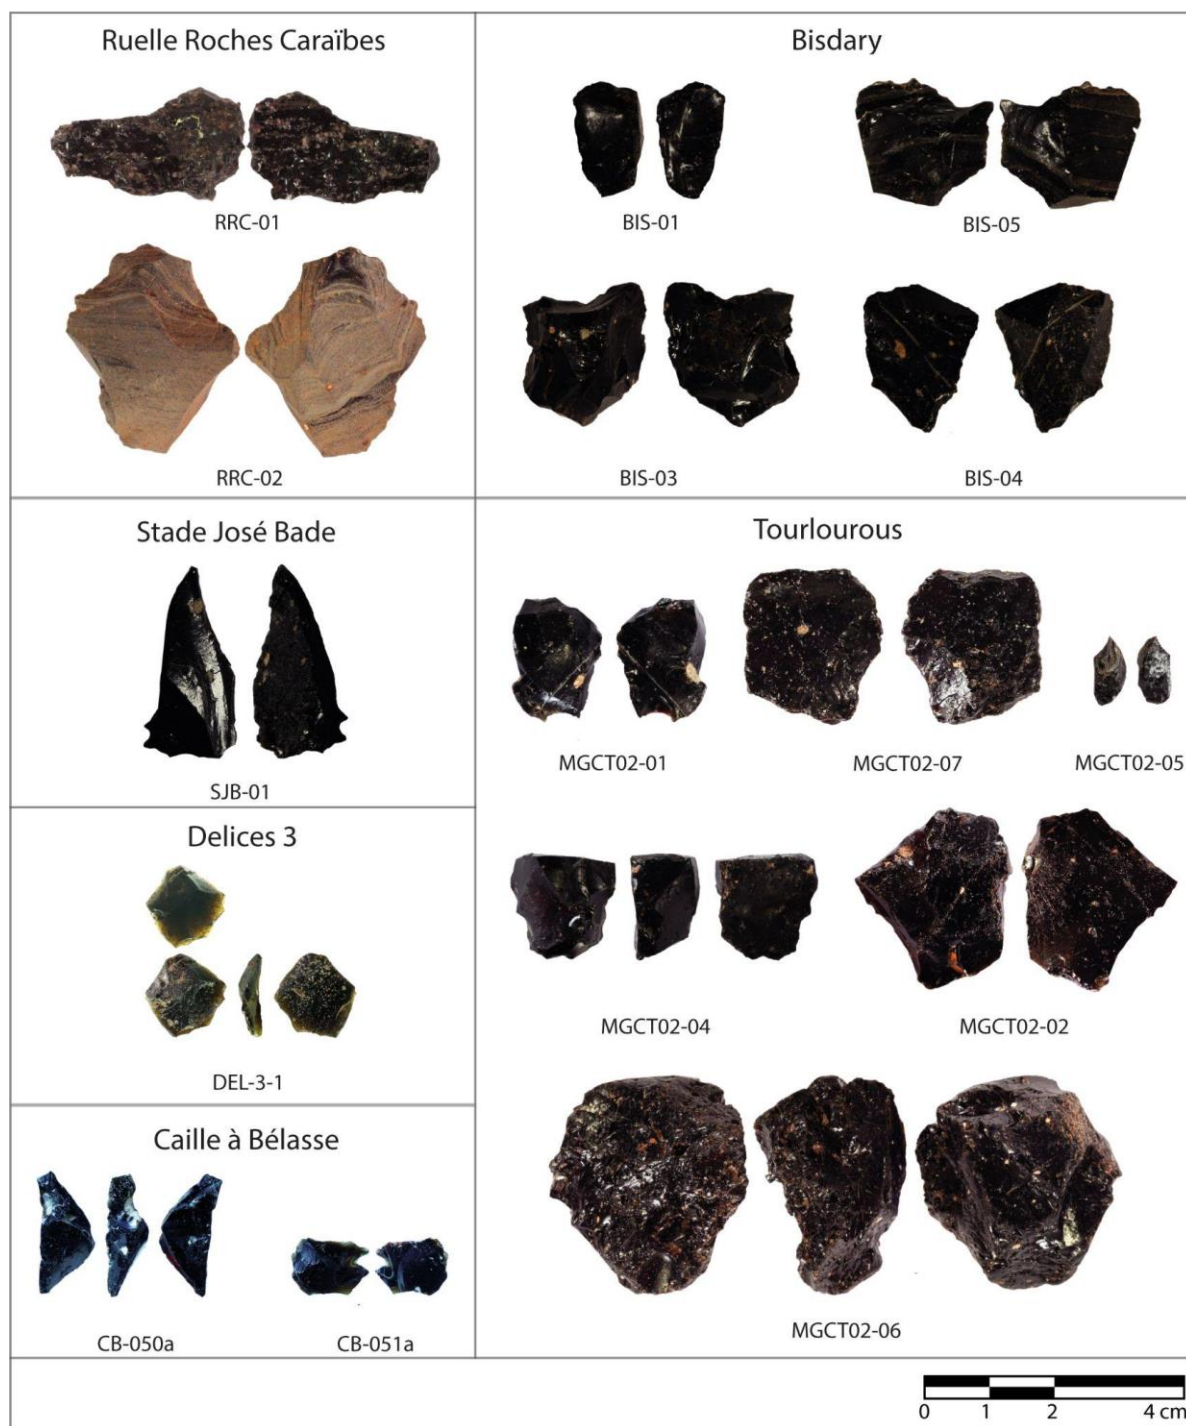 Ruelle Roches Caraïbes
RRC-01
RRC-02
Bisdary
BIS-01
BIS-05
BIS-03
BIS-04
Stade José Bade
SJB-01
Delices 3
DEL-3-1
Caille à Bélasse
CB-050a
CB-051a
Tourlourous
MGCT02-01
MGCT02-07
MGCT02-05
MGCT02-04
MGCT02-02
MGCT02-06
0 1 2 4 cm